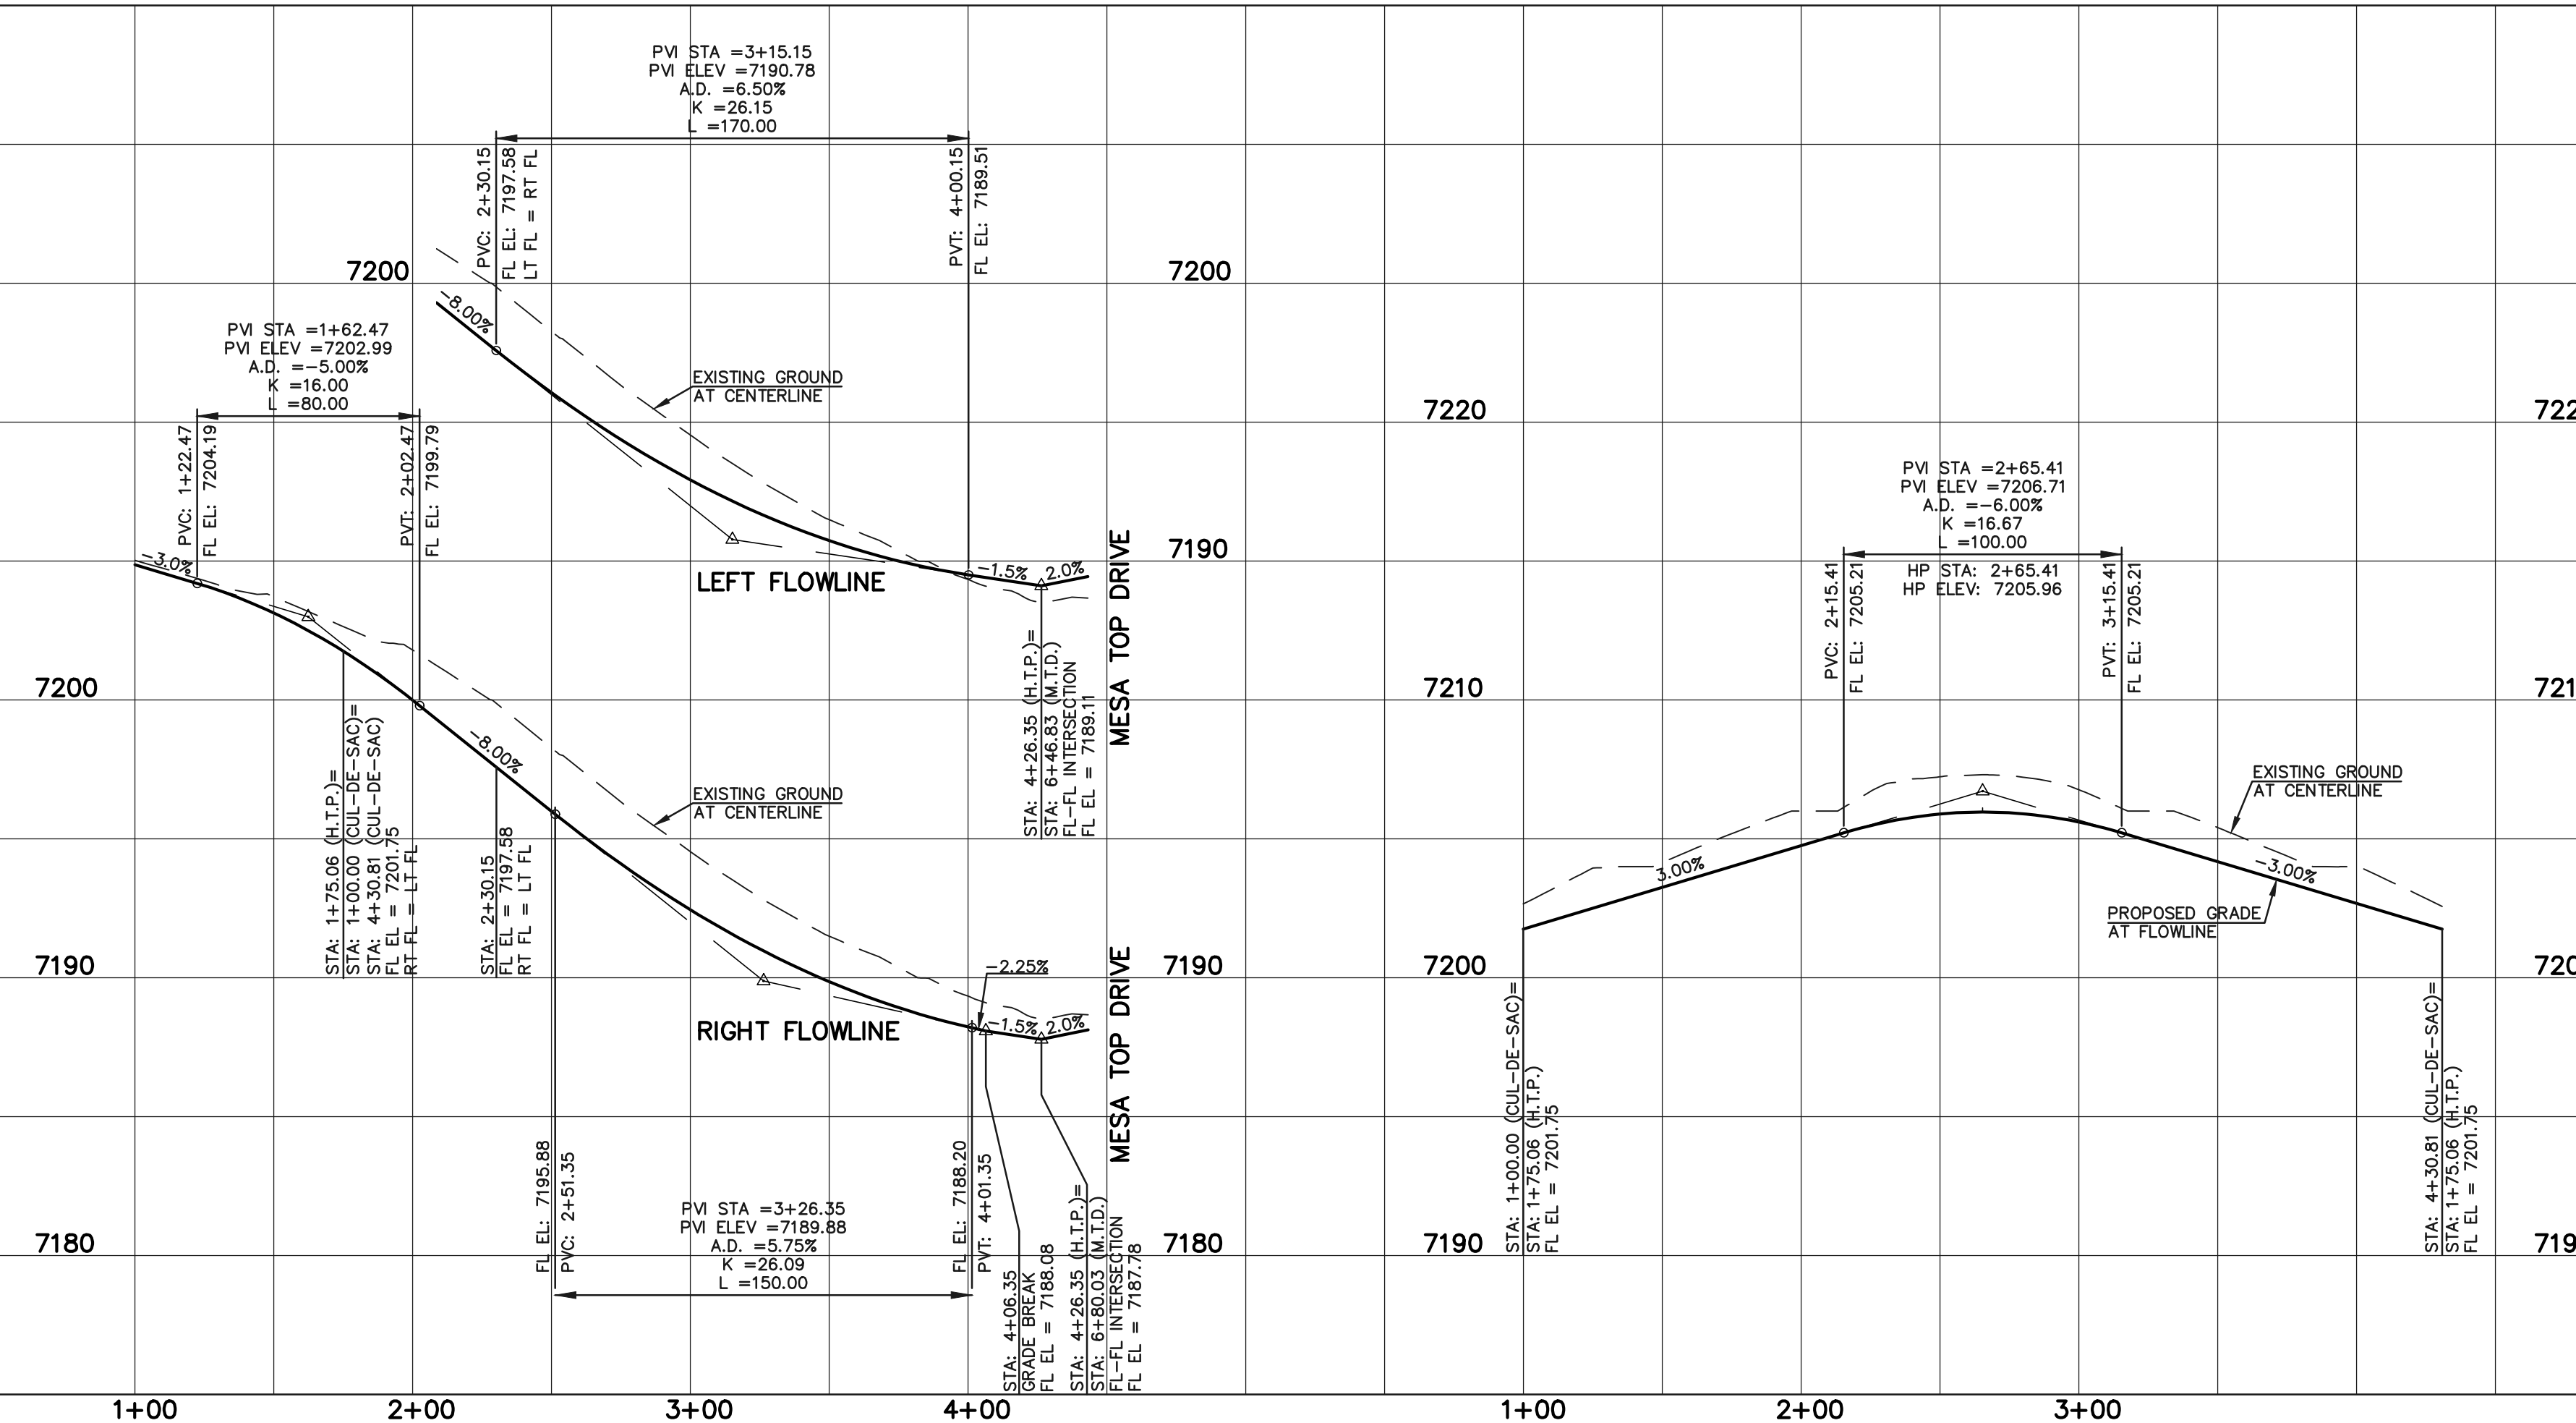 PVI STA =3+15.15
PVI ELEV =7190.78
A.D. =6.50%
K =26.15
L =170.00
PVC: 2+30.15
FL EL: 7197.58
LT FL = RT FL
PVT: 4+00.15
FL EL: 7189.51
7200
7200
-8.00%
EXISTING GROUND
AT CENTERLINE
LEFT FLOWLINE
-1.5%
2.0%
7190
MESA TOP DRIVE
STA: 4+26.35 (H.T.P.)=
STA: 6+46.83 (M.T.D.)
FL-FL INTERSECTION
FL EL = 7189.11
PVI STA =1+62.47
PVI ELEV =7202.99
A.D. =-5.00%
K =16.00
L =80.00
PVC: 1+22.47
FL EL: 7204.19
PVT: 2+02.47
FL EL: 7199.79
-3.0%
7200
STA: 1+75.06 (H.T.P.)=
STA: 1+00.00 (CUL-DE-SAC)=
STA: 4+30.81 (CUL-DE-SAC)
FL EL = 7201.75
RT FL = LT FL
-8.00%
STA: 2+30.15
FL EL = 7197.58
RT FL = LT FL
EXISTING GROUND
AT CENTERLINE
7190
RIGHT FLOWLINE
-2.25%
-1.5%
2.0%
7190
MESA TOP DRIVE
FL EL: 7195.88
PVC: 2+51.35
PVI STA =3+26.35
PVI ELEV =7189.88
A.D. =5.75%
K =26.09
L =150.00
FL EL: 7188.20
PVT: 4+01.35
STA: 4+06.35
GRADE BREAK
FL EL = 7188.08
STA: 4+26.35 (H.T.P.)=
STA: 6+80.03 (M.T.D.)
FL-FL INTERSECTION
FL EL = 7187.78
7180
7180
1+00
2+00
3+00
4+00
7220
722
PVI STA =2+65.41
PVI ELEV =7206.71
A.D. =-6.00%
K =16.67
L =100.00
HP STA: 2+65.41
HP ELEV: 7205.96
PVC: 2+15.41
FL EL: 7205.21
PVT: 3+15.41
FL EL: 7205.21
7210
721
EXISTING GROUND
AT CENTERLINE
3.00%
-3.00%
PROPOSED GRADE
AT FLOWLINE
7200
720
STA: 1+00.00 (CUL-DE-SAC)=
STA: 1+75.06 (H.T.P.)
FL EL = 7201.75
STA: 4+30.81 (CUL-DE-SAC)=
STA: 1+75.06 (H.T.P.)
FL EL = 7201.75
7190
719
1+00
2+00
3+00